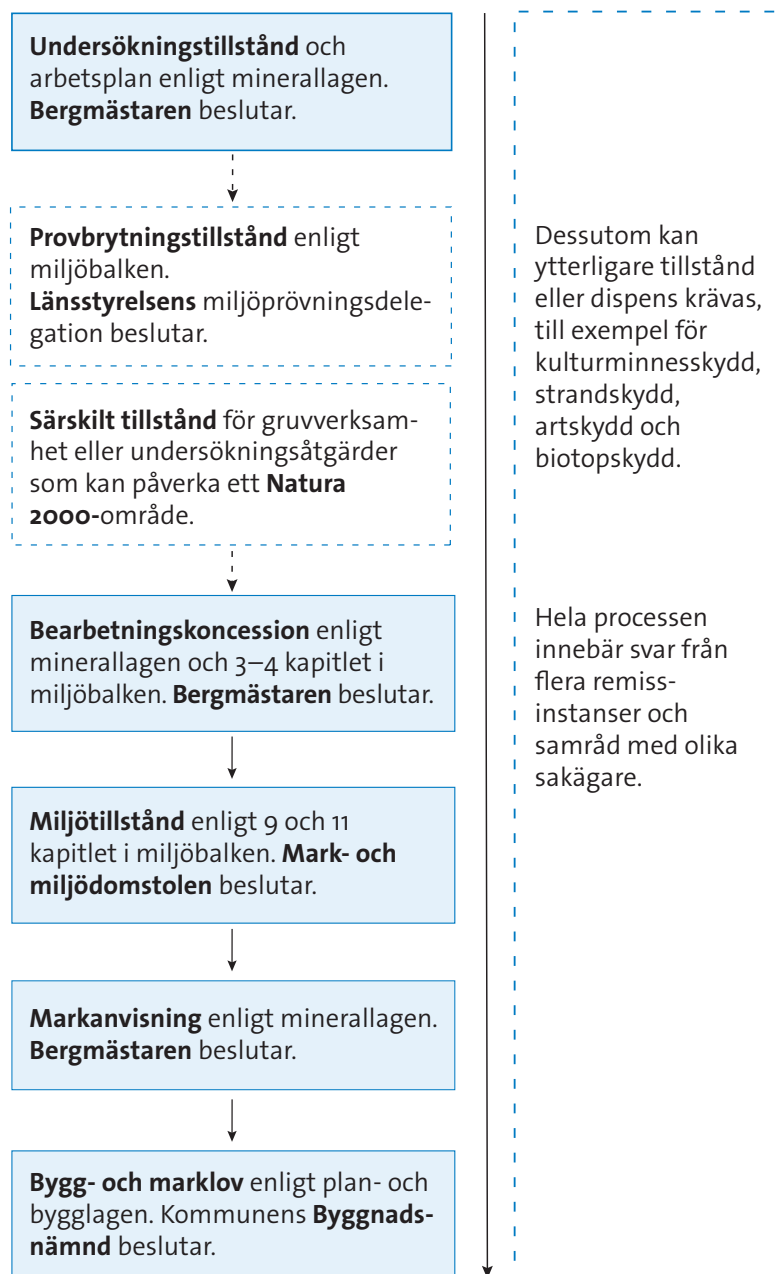 Undersökningstillstånd och
arbetsplan enligt minerallagen.
Bergmästaren beslutar.
Provbrytningstillstånd enligt
miljöbalken.
Länsstyrelsens miljöprövningsdele-
gation beslutar.
Särskilt tillstånd för gruvverksam-
het eller undersökningsåtgärder
som kan påverka ett Natura
2000-område.
Bearbetningskoncession enligt
minerallagen och 3–4 kapitlet i
miljöbalken. Bergmästaren beslutar.
Miljötillstånd enligt 9 och 11
kapitlet i miljöbalken. Mark- och
miljödomstolen beslutar.
Markanvisning enligt minerallagen.
Bergmästaren beslutar.
Bygg- och marklov enligt plan- och
bygglagen. Kommunens Byggnads-
nämnd beslutar.
Dessutom kan
ytterligare tillstånd
eller dispens krävas,
till exempel för
kulturminnesskydd,
strandskydd,
artskydd och
biotopskydd.
Hela processen
innebär svar från
flera remiss-
instanser och
samråd med olika
sakägare.